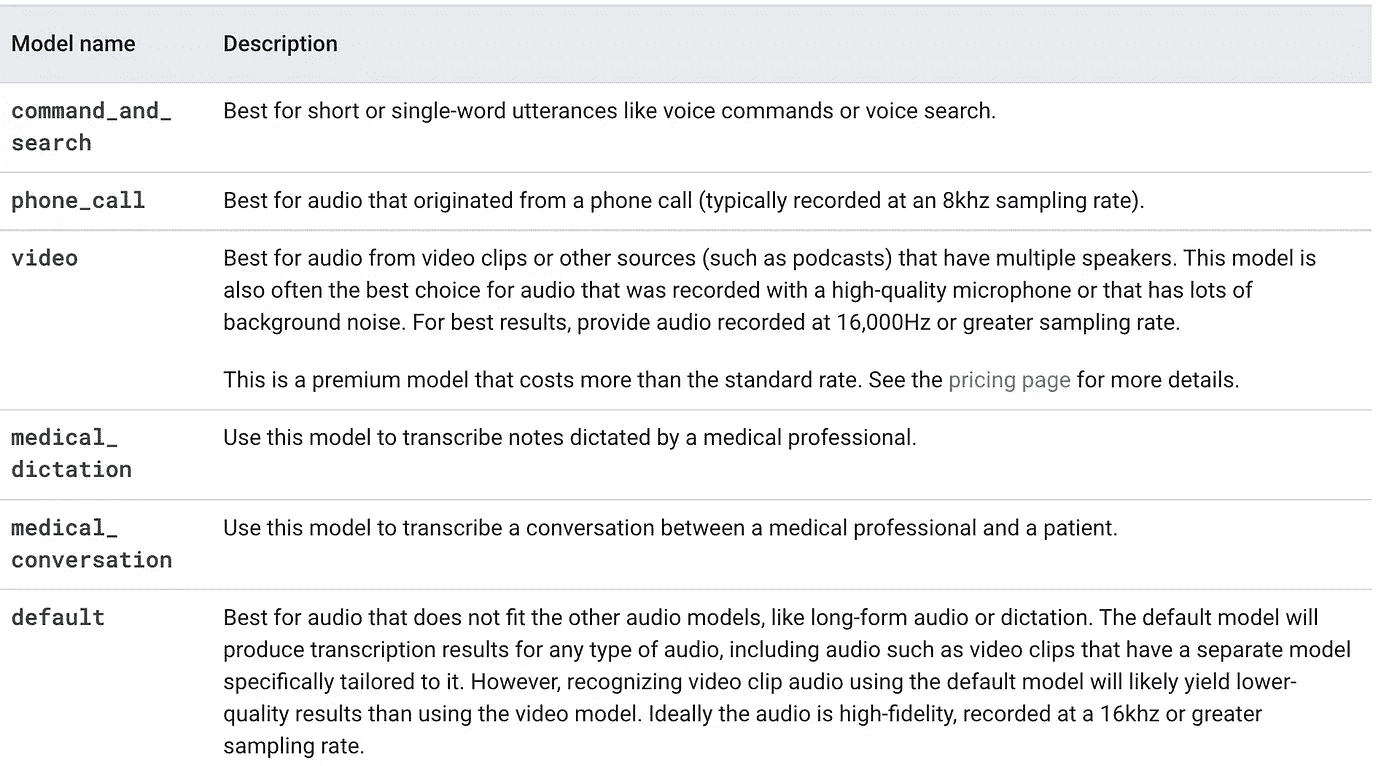 Model name Description
command_and_ Best for short or single-word utterances like voice commands or voice search.
search
phone_call Best for audio that originated from a phone call (typically recorded at an 8khz sampling rate).
video Best for audio from video clips or other sources (such as podcasts) that have multiple speakers. This model is
also often the best choice for audio that was recorded with a high-quality microphone or that has lots of
background noise. For best results, provide audio recorded at 16,000Hz or greater sampling rate.
This is a premium model that costs more than the standard rate. See the pricing page for more details.
medical_ Use this model to transcribe notes dictated by a medical professional.
dictation
medical_ Use this model to transcribe a conversation between a medical professional and a patient.
conversation
default Best for audio that does not fit the other audio models, like long-form audio or dictation. The default model will
produce transcription results for any type of audio, including audio such as video clips that have a separate model
specifically tailored to it. However, recognizing video clip audio using the default model will likely yield lower-
quality results than using the video model. Ideally the audio is high-fidelity, recorded at a 16khz or greater
sampling rate.